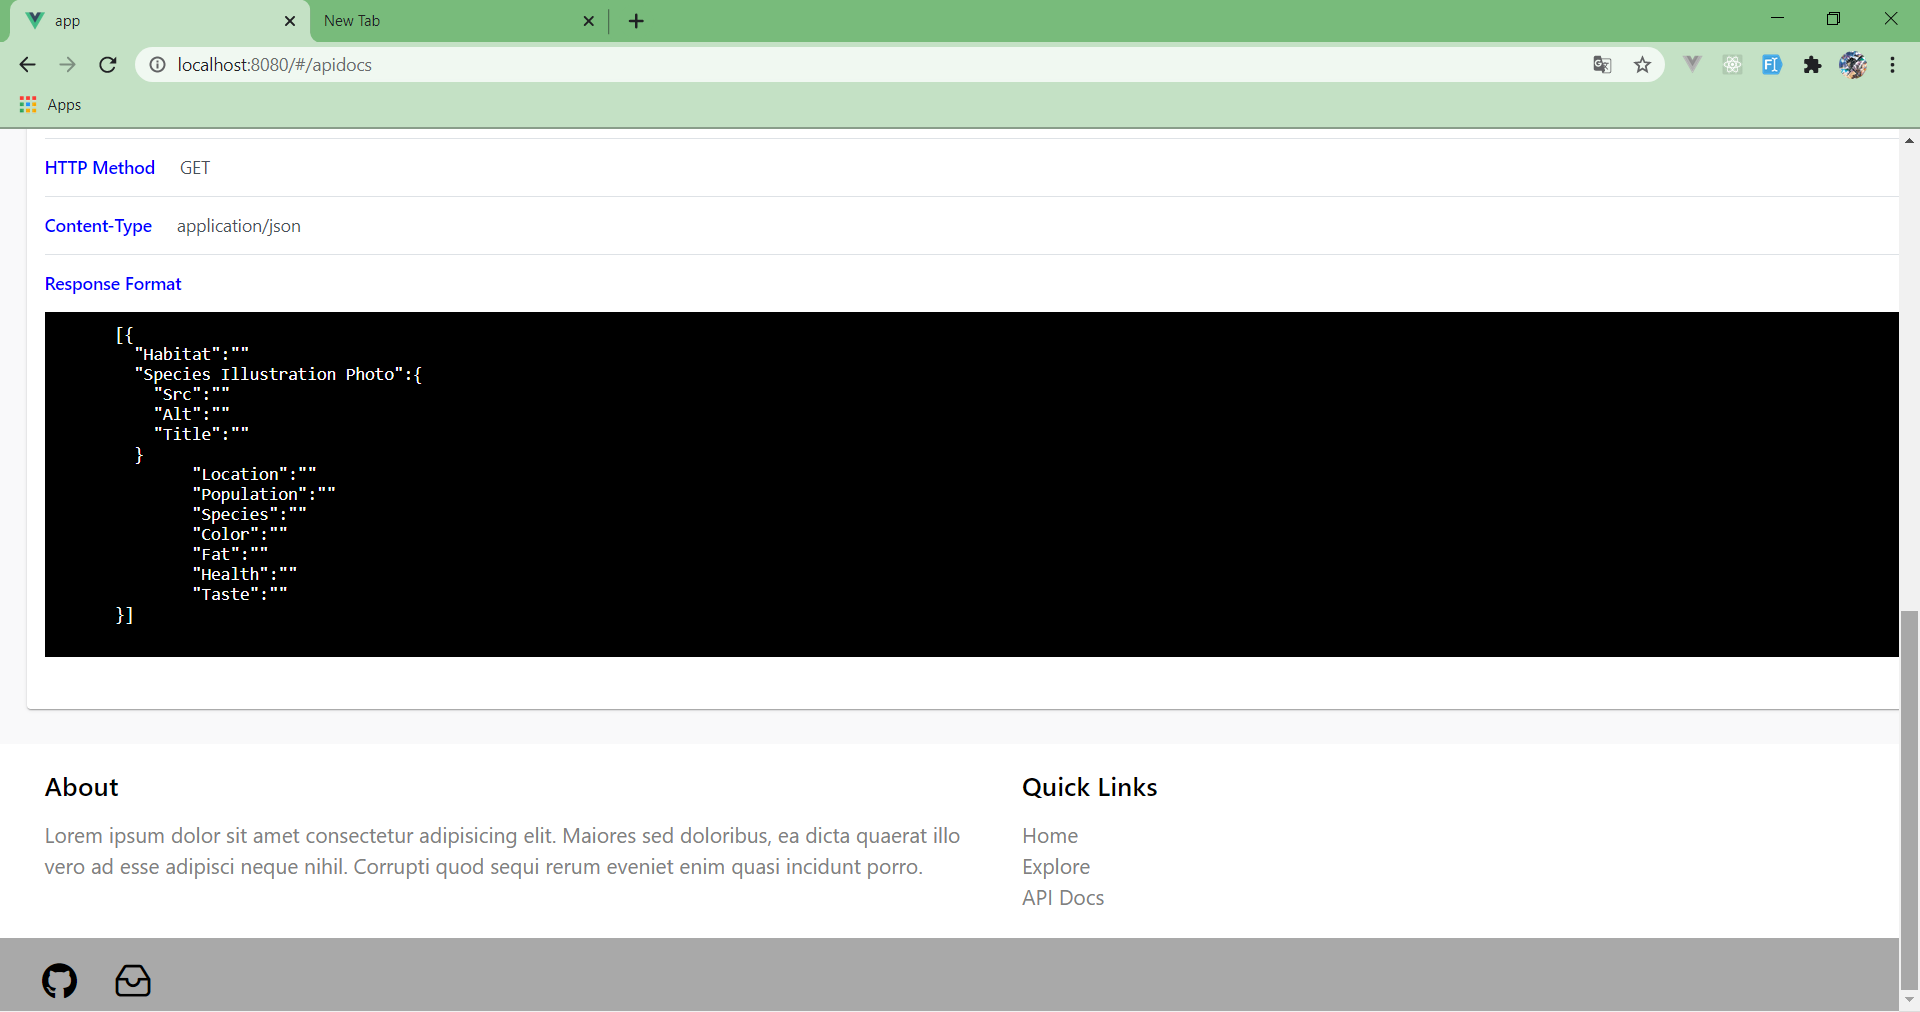 app
New Tab
localhost:8080/#/apidocs
Apps
HTTP Method GET
Content-Type application/json
Response Format
[{
"Habitat":""
"Species Illustration Photo":{
"Src":""
"Alt":""
"Title":""
}
"Location":""
"Population":""
"Species":""
"Color":""
"Fat":""
"Health":""
"Taste":""
}]
About
Lorem ipsum dolor sit amet consectetur adipisicing elit. Maiores sed doloribus, ea dicta quaerat illo
vero ad esse adipisci neque nihil. Corrupti quod sequi rerum eveniet enim quasi incidunt porro.
Quick Links
Home
Explore
API Docs